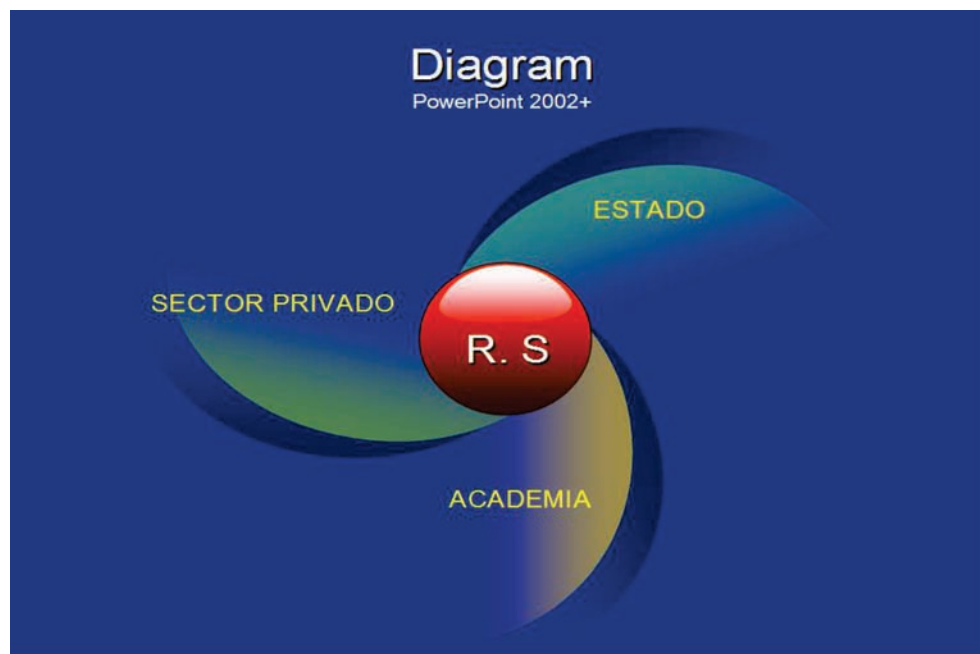 Diagram
PowerPoint 2002+
ESTADO
SECTOR PRIVADO
R. S
ACADEMIA